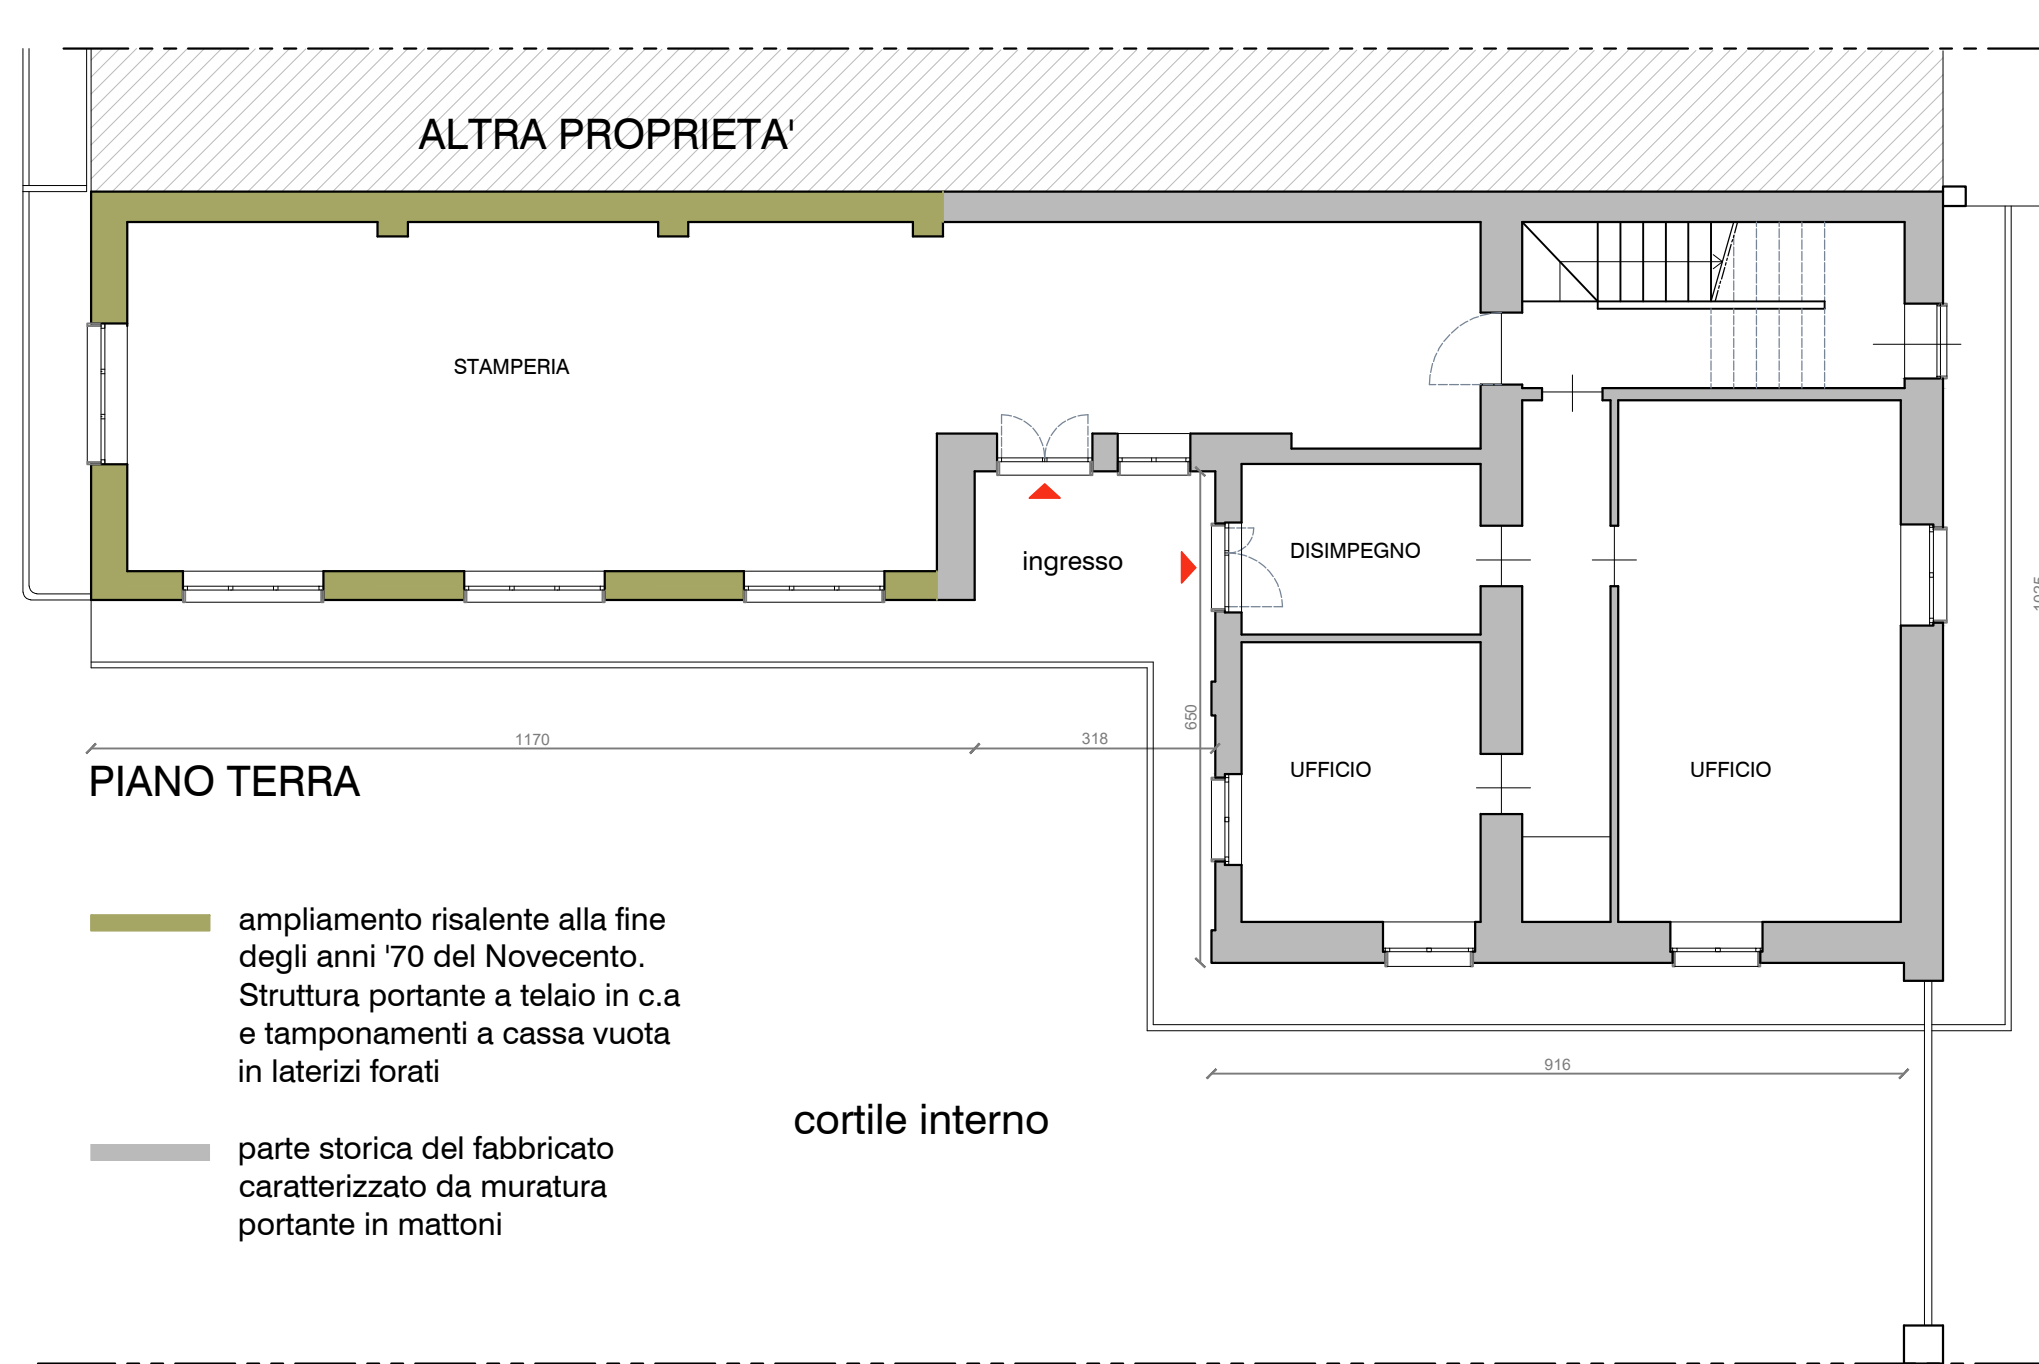 ALTRA PROPRIETA'
STAMPERIA
ingresso
DISIMPEGNO
1170
318
650
UFFICIO
UFFICIO
PIANO TERRA
ampliamento risalente alla fine
degli anni '70 del Novecento.
Struttura portante a telaio in c.a
e tamponamenti a cassa vuota
in laterizi forati
916
cortile interno
parte storica del fabbricato
caratterizzato da muratura
portante in mattoni